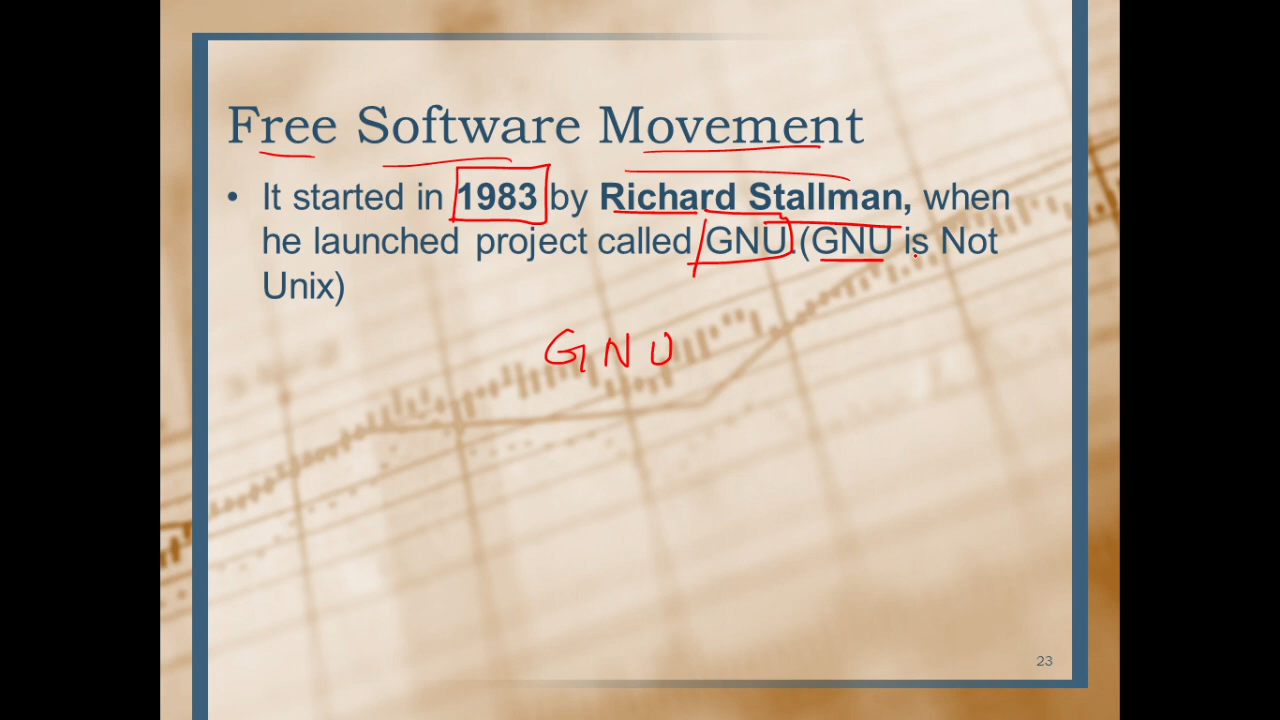 Free Software Movement
• It started in 1983 by Richard Stallman, when
he launched project called GNU.(GNU is Not
Unix)
GNU
23